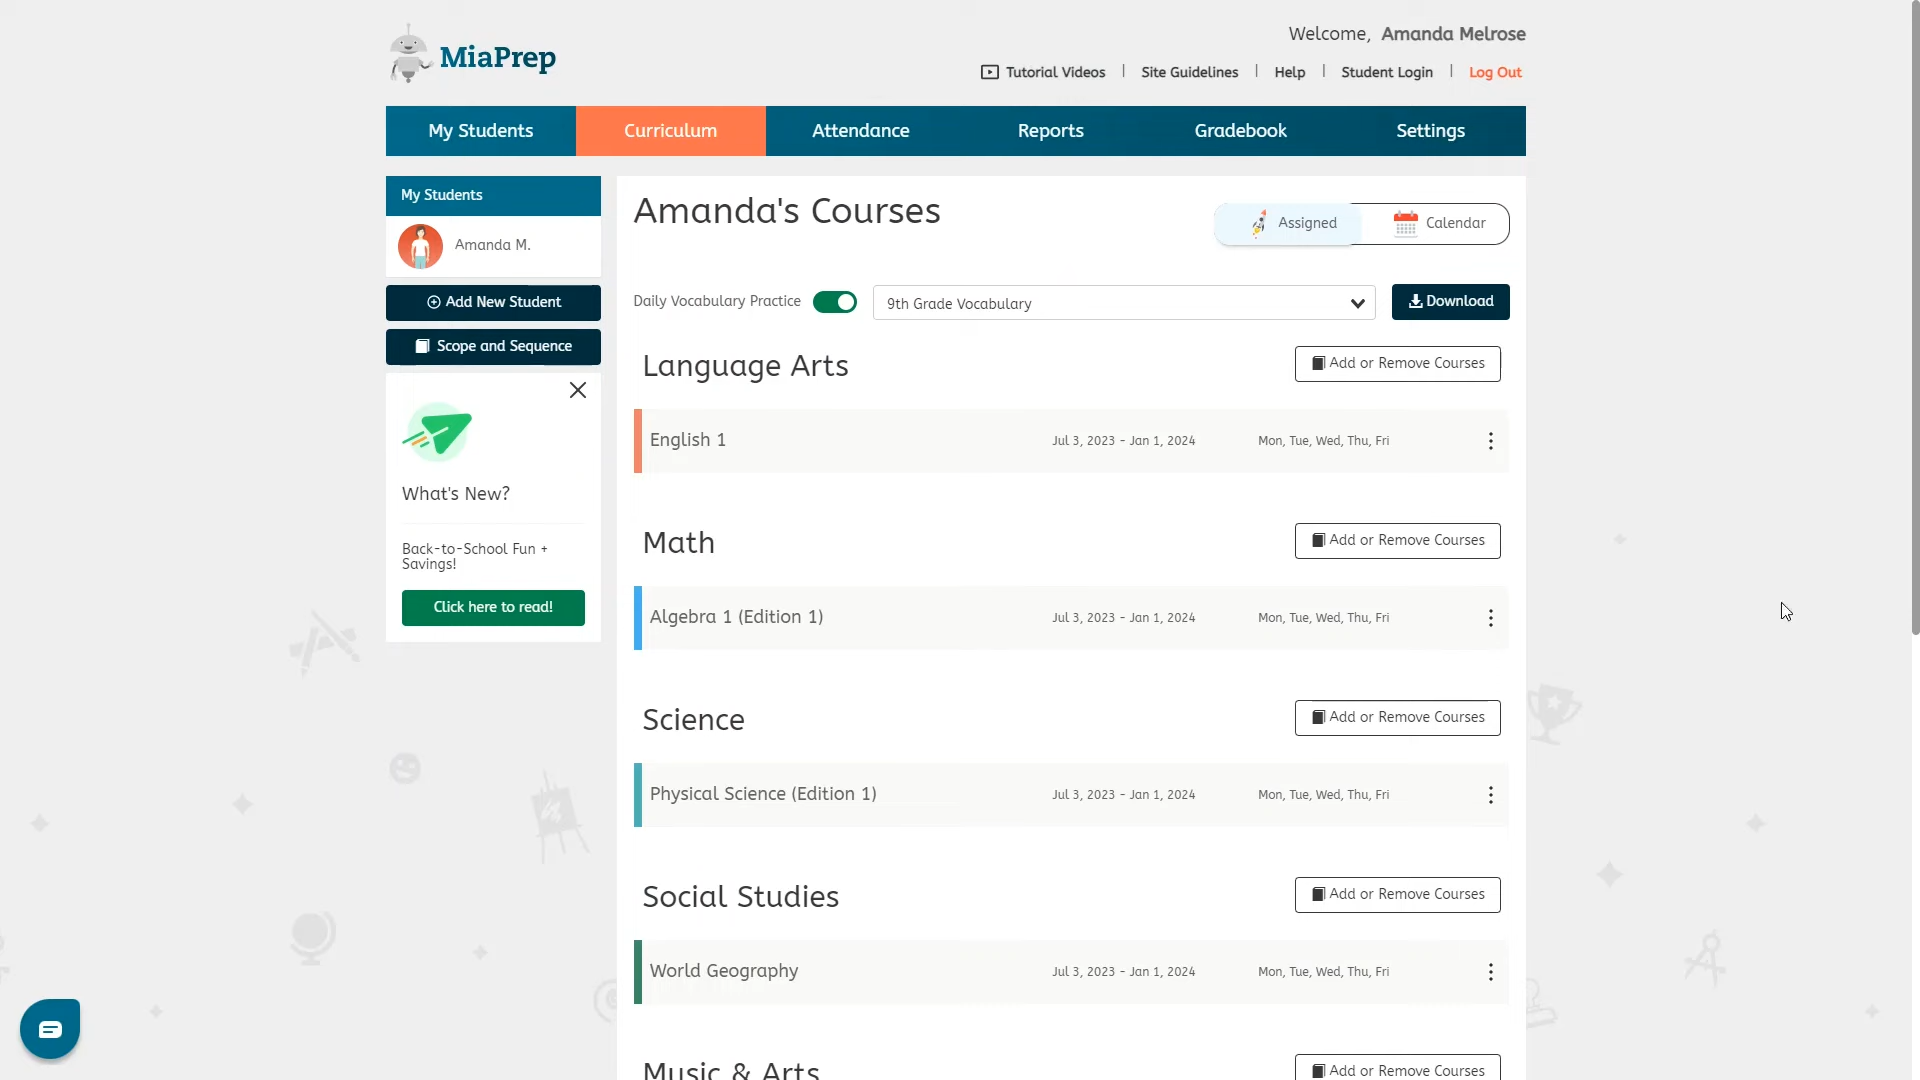 MiaPrep
Welcome, Amanda Melrose
Tutorial Videos | Site Guidelines | Help | Student Login | Log Out
My Students Curriculum Attendance Reports Gradebook Settings
My Students
Amanda M.
Add New Student
Scope and Sequence
What's New?
Back-to-School Fun +
Savings!
Click here to read!
Amanda's Courses
Assigned Calendar
Daily Vocabulary Practice 9th Grade Vocabulary Download
Language Arts Add or Remove Courses
English 1 Jul 3, 2023 - Jan 1, 2024 Mon, Tue, Wed, Thu, Fri
Math Add or Remove Courses
Algebra 1 (Edition 1) Jul 3, 2023 - Jan 1, 2024 Mon, Tue, Wed, Thu, Fri
Science Add or Remove Courses
Physical Science (Edition 1) Jul 3, 2023 - Jan 1, 2024 Mon, Tue, Wed, Thu, Fri
Social Studies Add or Remove Courses
World Geography Jul 3, 2023 - Jan 1, 2024 Mon, Tue, Wed, Thu, Fri
Music & Arts Add or Remove Courses